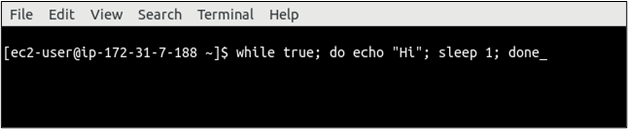 File Edit View Search Terminal Help
[ec2-user@ip-172-31-7-188 ~]$ while true; do echo "Hi"; sleep 1; done_